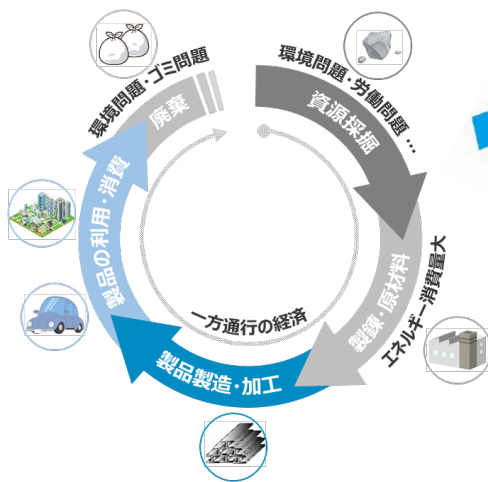 環境問題・労働問題 …
資源採掘
エネルギー消費量大
製錬・原材料
製品製造・加工
製品の利用・消費
環境問題・ゴミ問題
廃棄
一方通行の経済